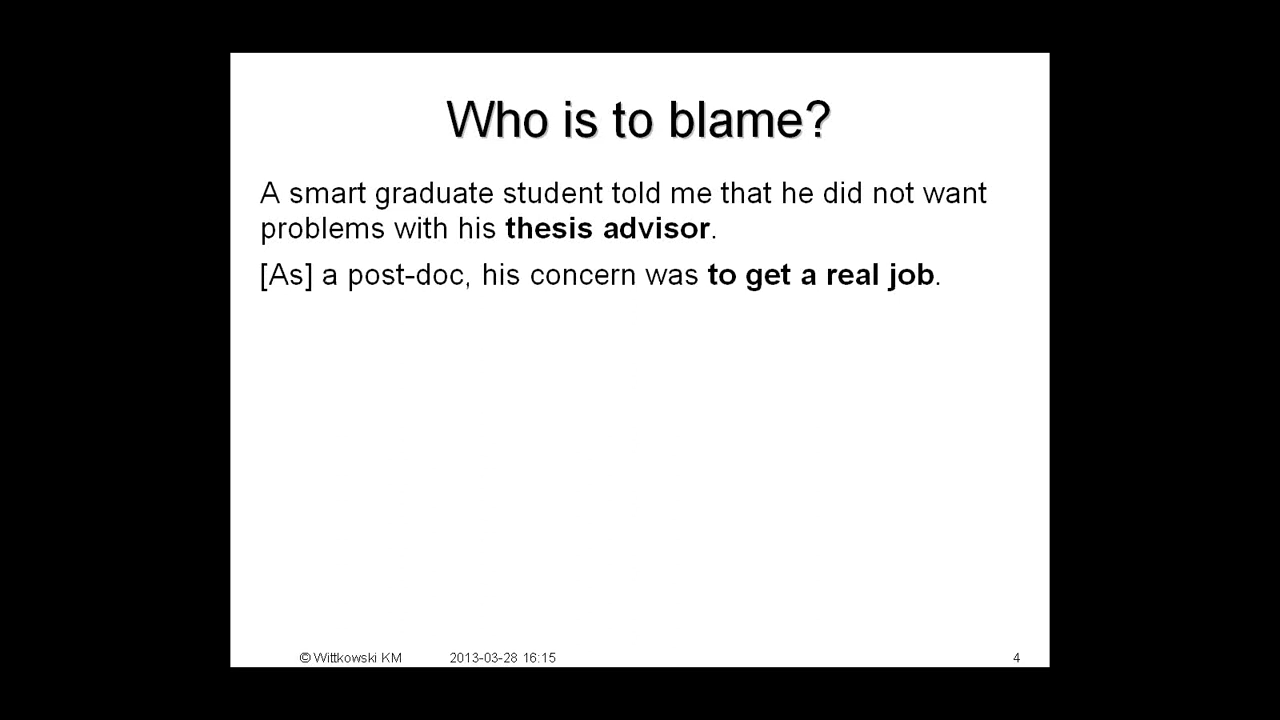 Who is to blame?
A smart graduate student told me that he did not want
problems with his thesis advisor.
[As] a post-doc, his concern was to get a real job.
© Wittkowski KM 2013-03-28 16:15 4